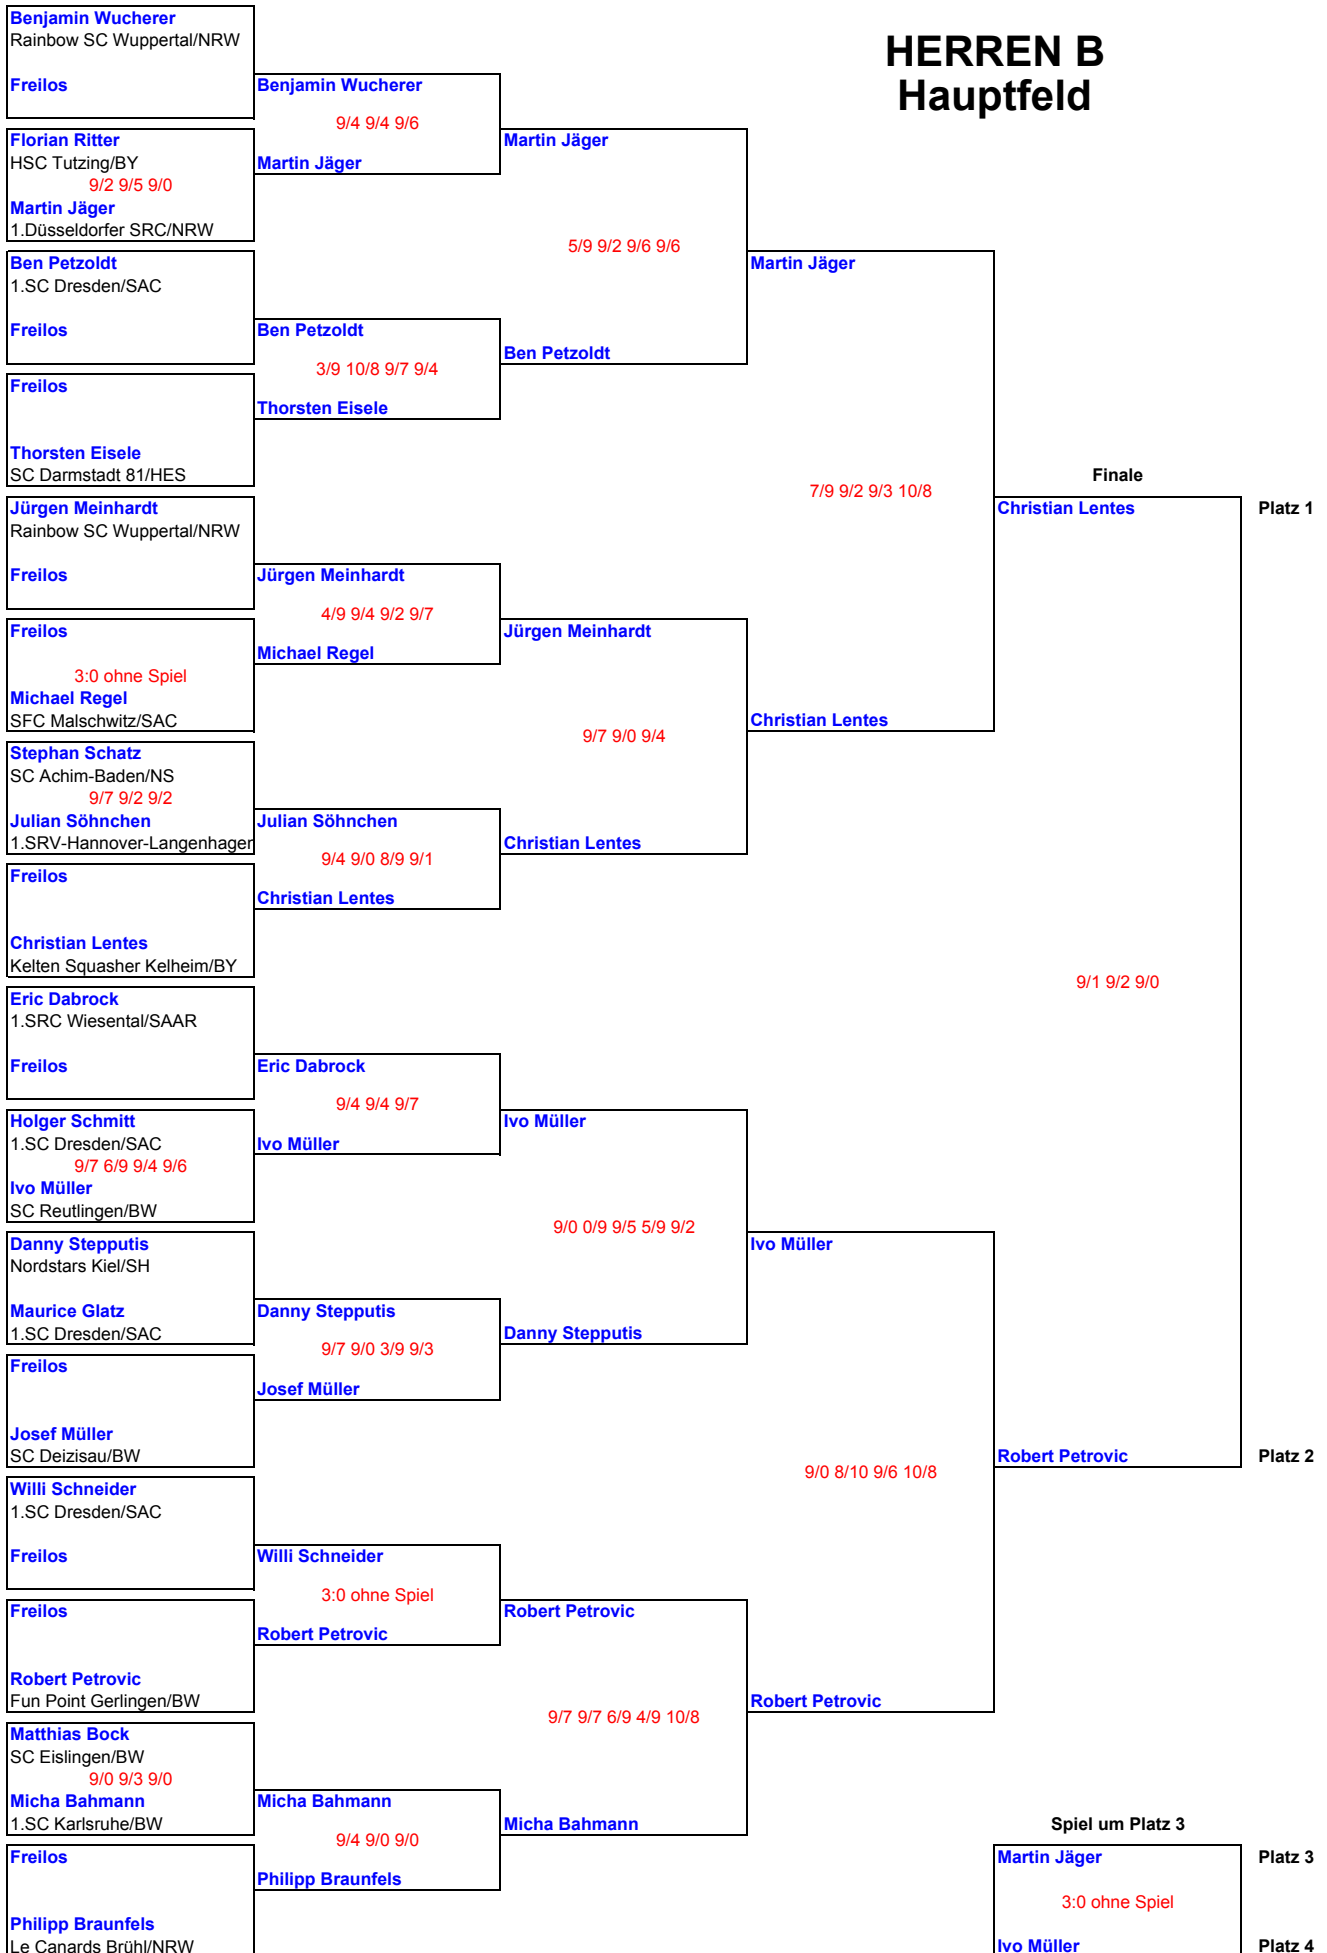 HERREN B
Hauptfeld
Benjamin Wucherer
Rainbow SC Wuppertal/NRW
Freilos
Florian Ritter
HSC Tutzing/BY
9/2 9/5 9/0
Martin Jäger
1.Düsseldorfer SRC/NRW
Ben Petzoldt
1.SC Dresden/SAC
Freilos
Freilos
Thorsten Eisele
SC Darmstadt 81/HES
Jürgen Meinhardt
Rainbow SC Wuppertal/NRW
Freilos
Freilos
3:0 ohne Spiel
Michael Regel
SFC Malschwitz/SAC
Stephan Schatz
SC Achim-Baden/NS
9/7 9/2 9/2
Julian Söhnchen
1.SRV-Hannover-Langenhager
Freilos
Christian Lentes
Kelten Squasher Kelheim/BY
Eric Dabrock
1.SRC Wiesental/SAAR
Freilos
Holger Schmitt
1.SC Dresden/SAC
9/7 6/9 9/4 9/6
Ivo Müller
SC Reutlingen/BW
Danny Stepputis
Nordstars Kiel/SH
Maurice Glatz
1.SC Dresden/SAC
Freilos
Josef Müller
SC Deizisau/BW
Willi Schneider
1.SC Dresden/SAC
Freilos
Freilos
Robert Petrovic
Fun Point Gerlingen/BW
Matthias Bock
SC Eislingen/BW
9/0 9/3 9/0
Micha Bahmann
1.SC Karlsruhe/BW
Freilos
Philipp Braunfels
Le Canards Brühl/NRW
Benjamin Wucherer
9/4 9/4 9/6
Martin Jäger
Ben Petzoldt
3/9 10/8 9/7 9/4
Thorsten Eisele
Jürgen Meinhardt
4/9 9/4 9/2 9/7
Michael Regel
Julian Söhnchen
9/4 9/0 8/9 9/1
Christian Lentes
Eric Dabrock
9/4 9/4 9/7
Ivo Müller
Danny Stepputis
9/7 9/0 3/9 9/3
Josef Müller
Willi Schneider
3:0 ohne Spiel
Robert Petrovic
Micha Bahmann
9/4 9/0 9/0
Philipp Braunfels
Martin Jäger
5/9 9/2 9/6 9/6
Ben Petzoldt
Jürgen Meinhardt
9/7 9/0 9/4
Christian Lentes
Ivo Müller
9/0 0/9 9/5 5/9 9/2
Danny Stepputis
Robert Petrovic
9/7 9/7 6/9 4/9 10/8
Micha Bahmann
Martin Jäger
7/9 9/2 9/3 10/8
Christian Lentes
Ivo Müller
9/0 8/10 9/6 10/8
Robert Petrovic
Finale
Christian Lentes Platz 1
9/1 9/2 9/0
Robert Petrovic Platz 2
Spiel um Platz 3
Martin Jäger Platz 3
3:0 ohne Spiel
Ivo Müller Platz 4